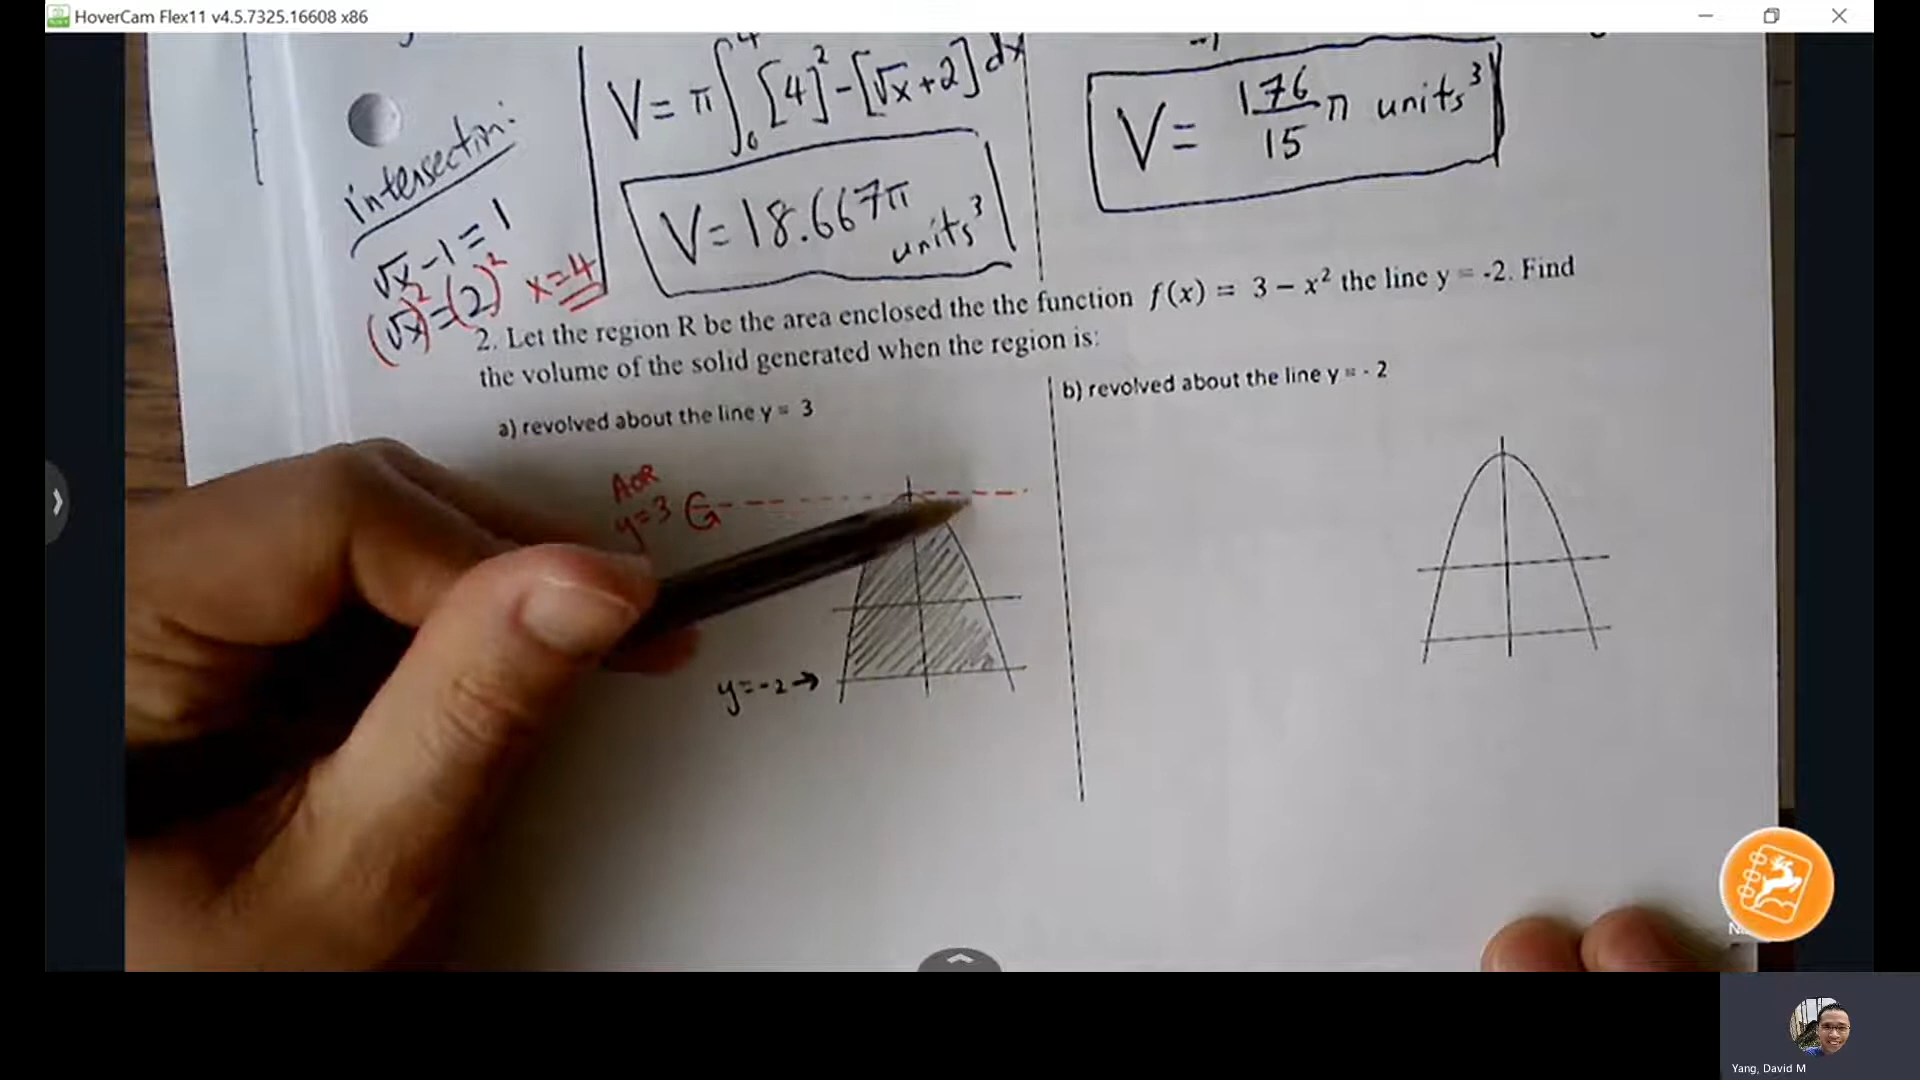 HoverCam Flex11 v4.5.7325.16608 x86
V = π∫₀⁴ [4]² - [√x + 2] dx
V = 176/15 π units³
intersection:
√x - 1 = 1
(√x)² = (2)² x = 4
V = 18.667π
units³
2. Let the region R be the area enclosed the the function f(x) = 3 − x² the line y = -2. Find
the volume of the solid generated when the region is:
a) revolved about the line y = 3
b) revolved about the line y = - 2
AOR
y=3
y=-2→
Yang, David M